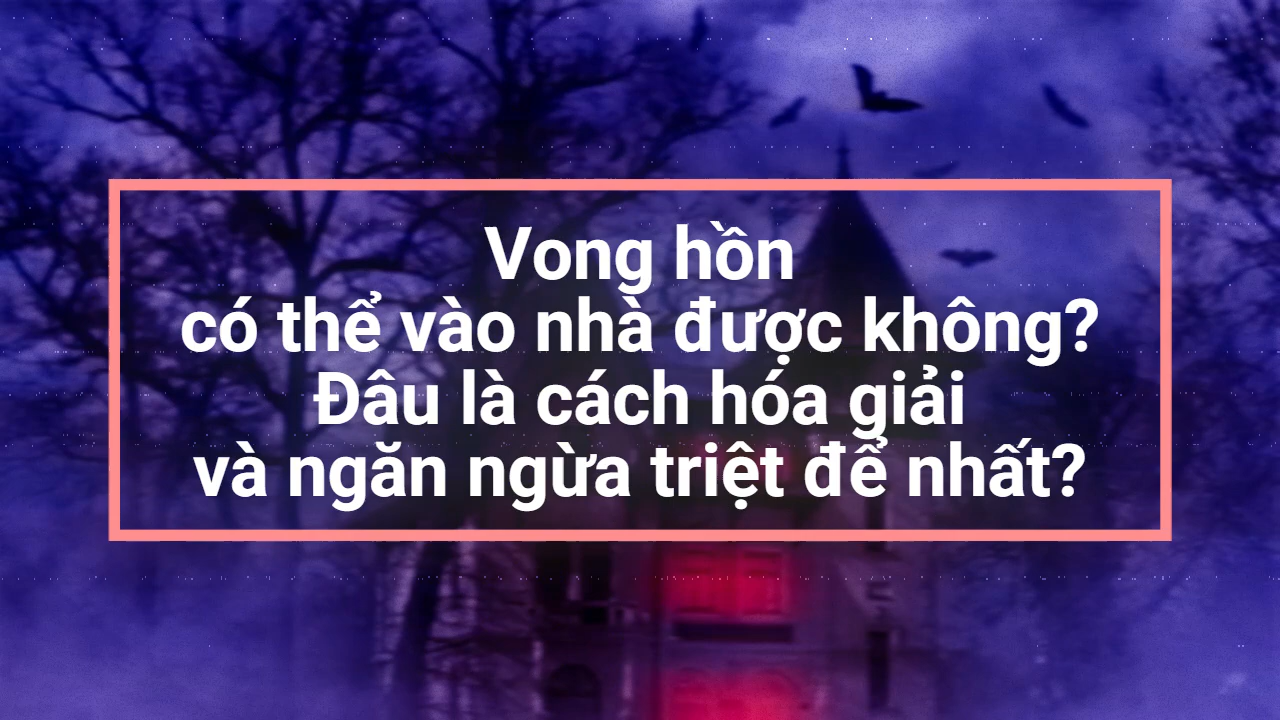 Vong hồn
có thể vào nhà được không?
Đâu là cách hóa giải
và ngăn ngừa triệt để nhất?